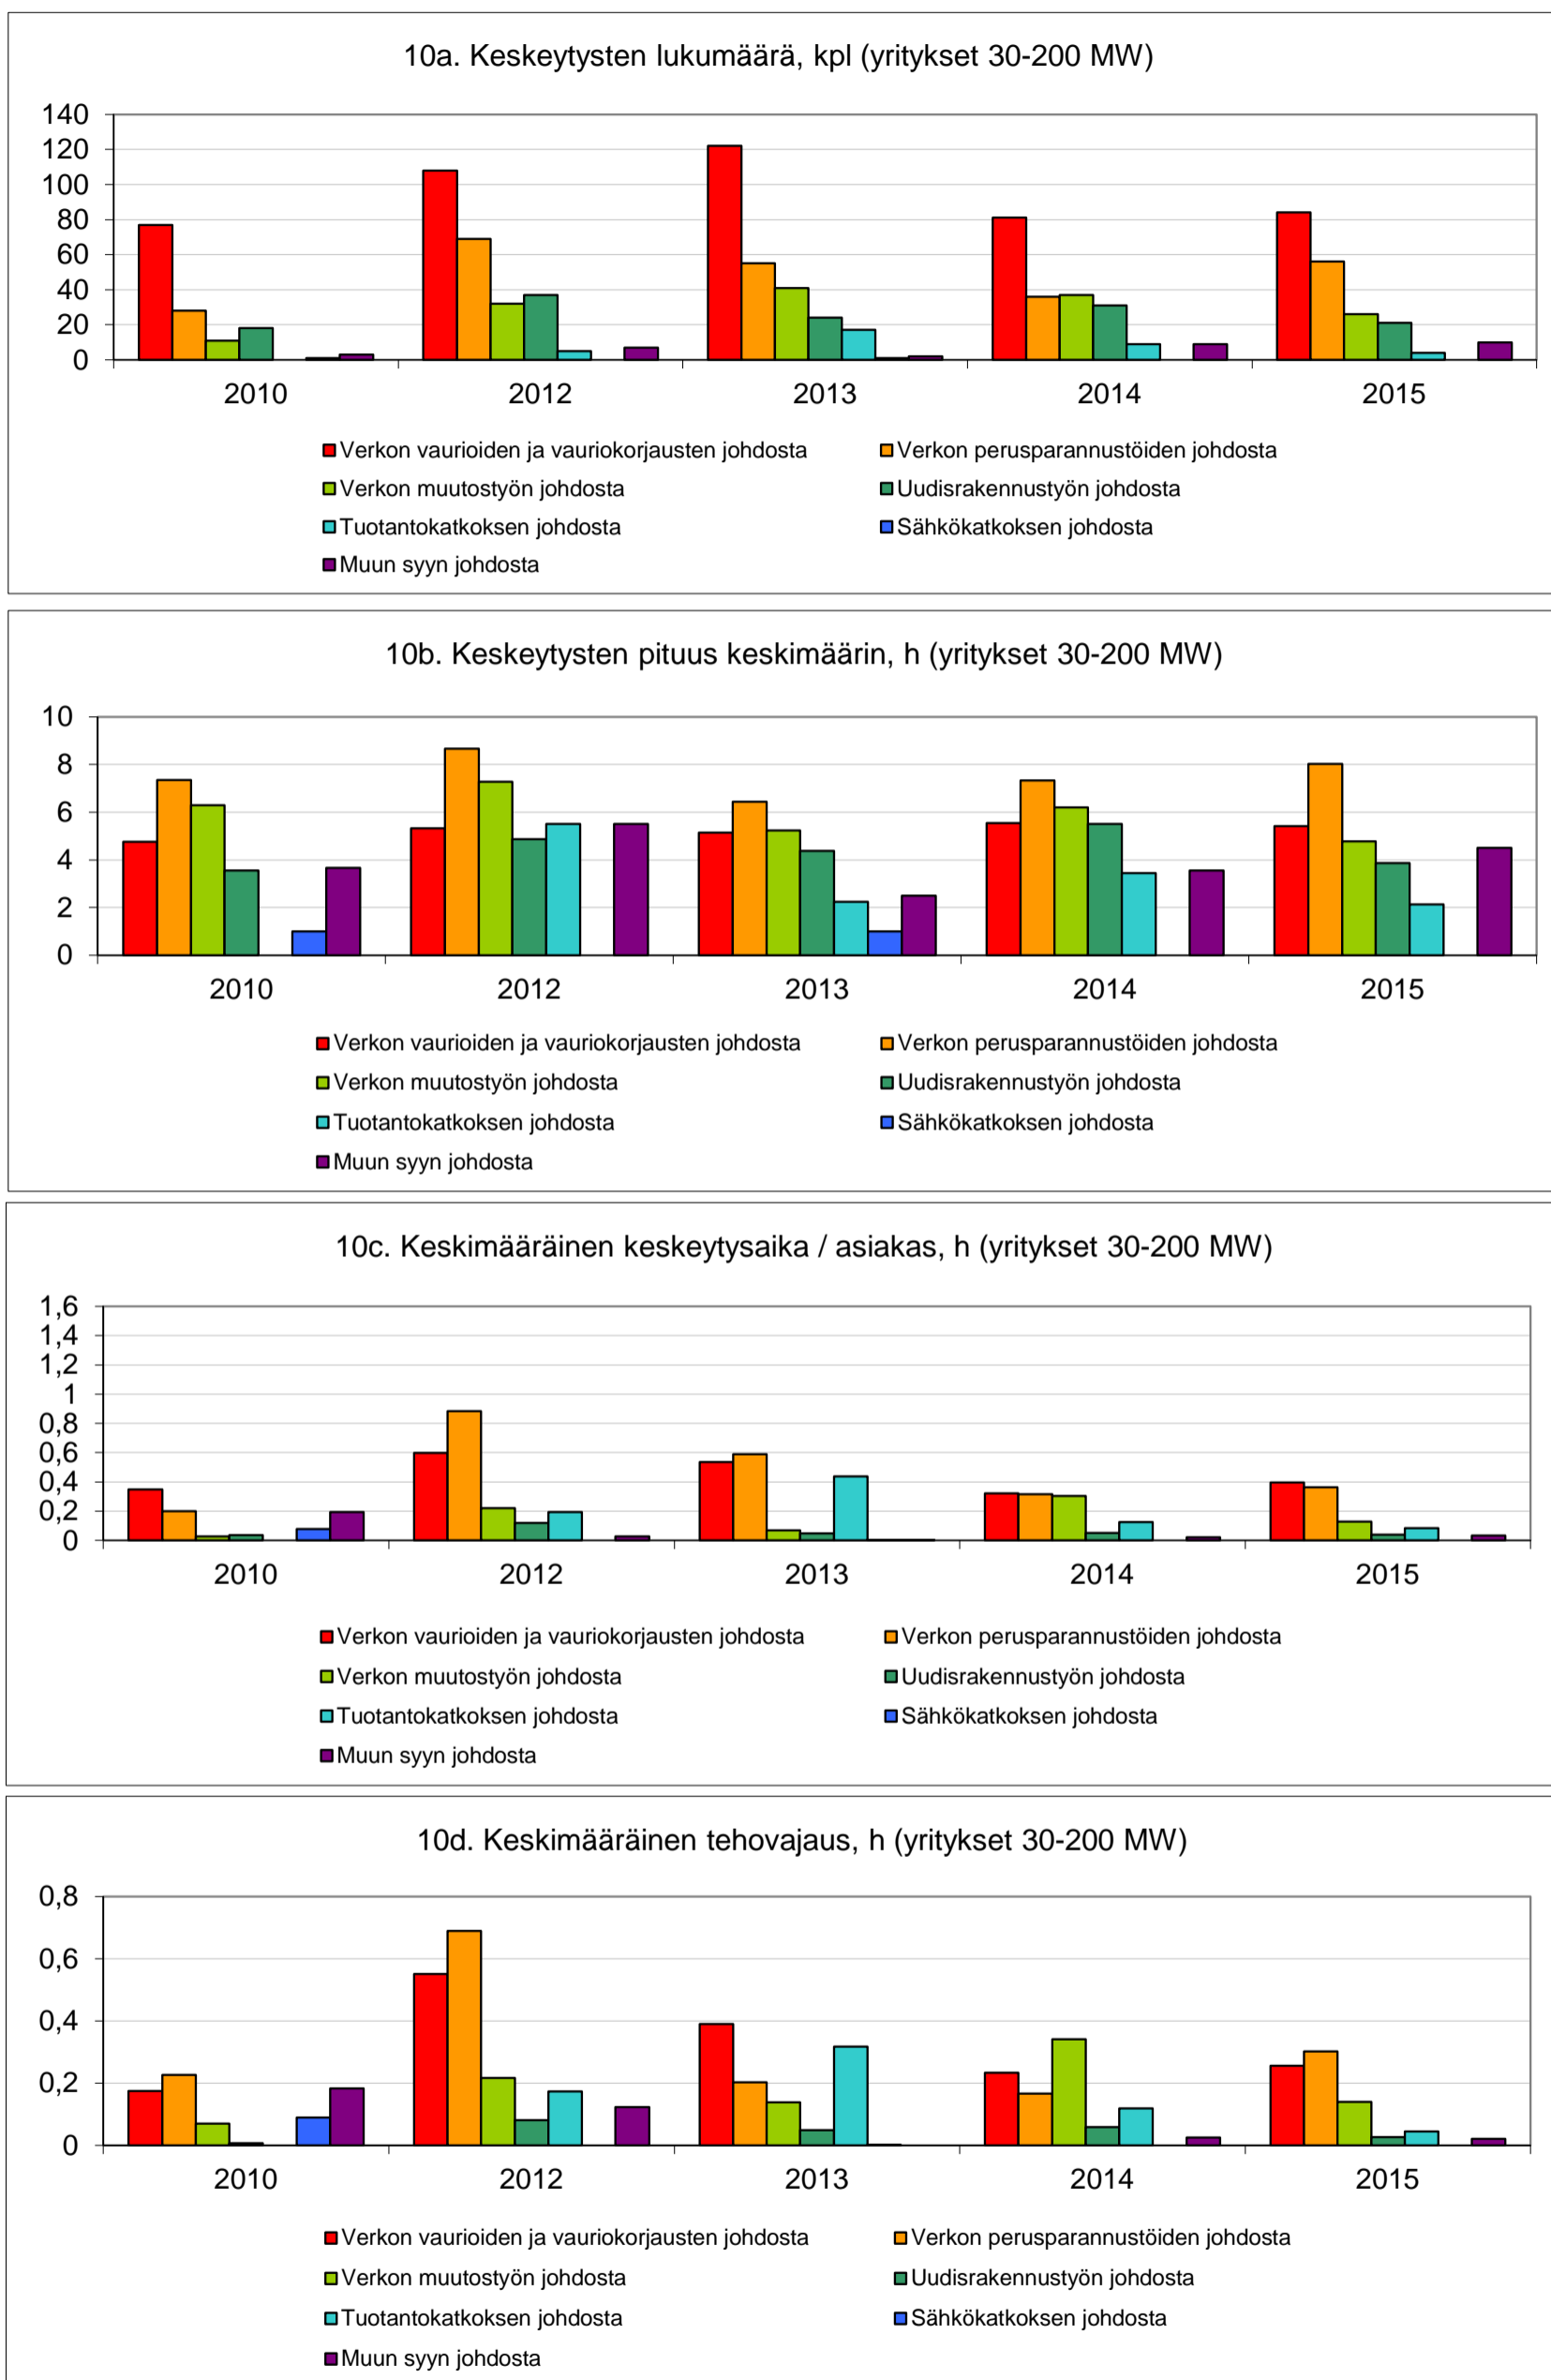 10a. Keskeytysten lukumäärä, kpl (yritykset 30-200 MW)
140
120
100
80
60
40
20
0
2010 2012 2013 2014 2015
Verkon vaurioiden ja vauriokorjausten johdosta Verkon perusparannustöiden johdosta
Verkon muutostyön johdosta Uudisrakennustyön johdosta
Tuotantokatkoksen johdosta Sähkökatkoksen johdosta
Muun syyn johdosta
10b. Keskeytysten pituus keskimäärin, h (yritykset 30-200 MW)
10
8
6
4
2
0
2010 2012 2013 2014 2015
Verkon vaurioiden ja vauriokorjausten johdosta Verkon perusparannustöiden johdosta
Verkon muutostyön johdosta Uudisrakennustyön johdosta
Tuotantokatkoksen johdosta Sähkökatkoksen johdosta
Muun syyn johdosta
10c. Keskimääräinen keskeytysaika / asiakas, h (yritykset 30-200 MW)
1,6
1,4
1,2
1
0,8
0,6
0,4
0,2
0
2010 2012 2013 2014 2015
Verkon vaurioiden ja vauriokorjausten johdosta Verkon perusparannustöiden johdosta
Verkon muutostyön johdosta Uudisrakennustyön johdosta
Tuotantokatkoksen johdosta Sähkökatkoksen johdosta
Muun syyn johdosta
10d. Keskimääräinen tehovajaus, h (yritykset 30-200 MW)
0,8
0,6
0,4
0,2
0
2010 2012 2013 2014 2015
Verkon vaurioiden ja vauriokorjausten johdosta Verkon perusparannustöiden johdosta
Verkon muutostyön johdosta Uudisrakennustyön johdosta
Tuotantokatkoksen johdosta Sähkökatkoksen johdosta
Muun syyn johdosta